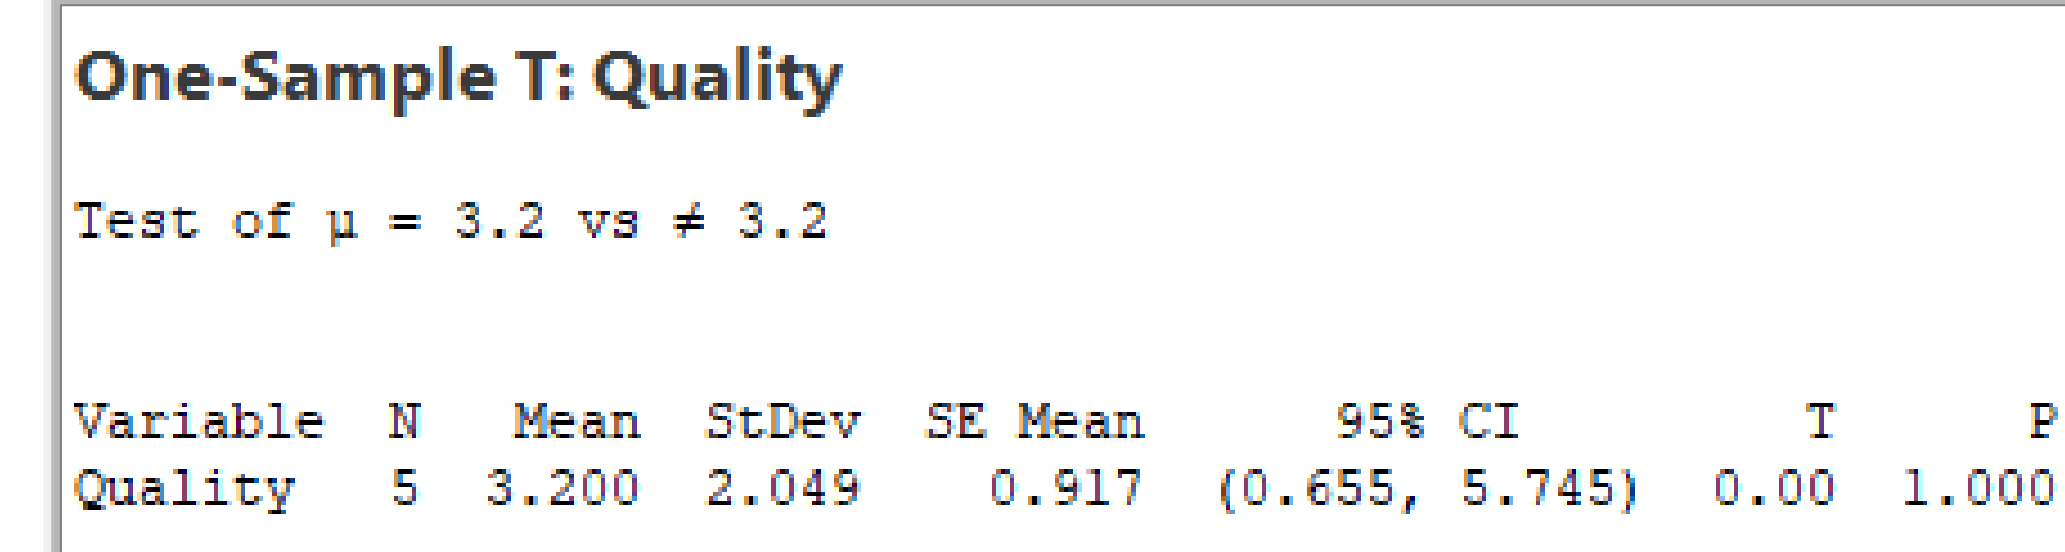 One-Sample T: Quality
Test of μ = 3.2 vs ≠ 3.2
Variable N Mean StDev SE Mean 95% CI T P
Quality 5 3.200 2.049 0.917 (0.655, 5.745) 0.00 1.000